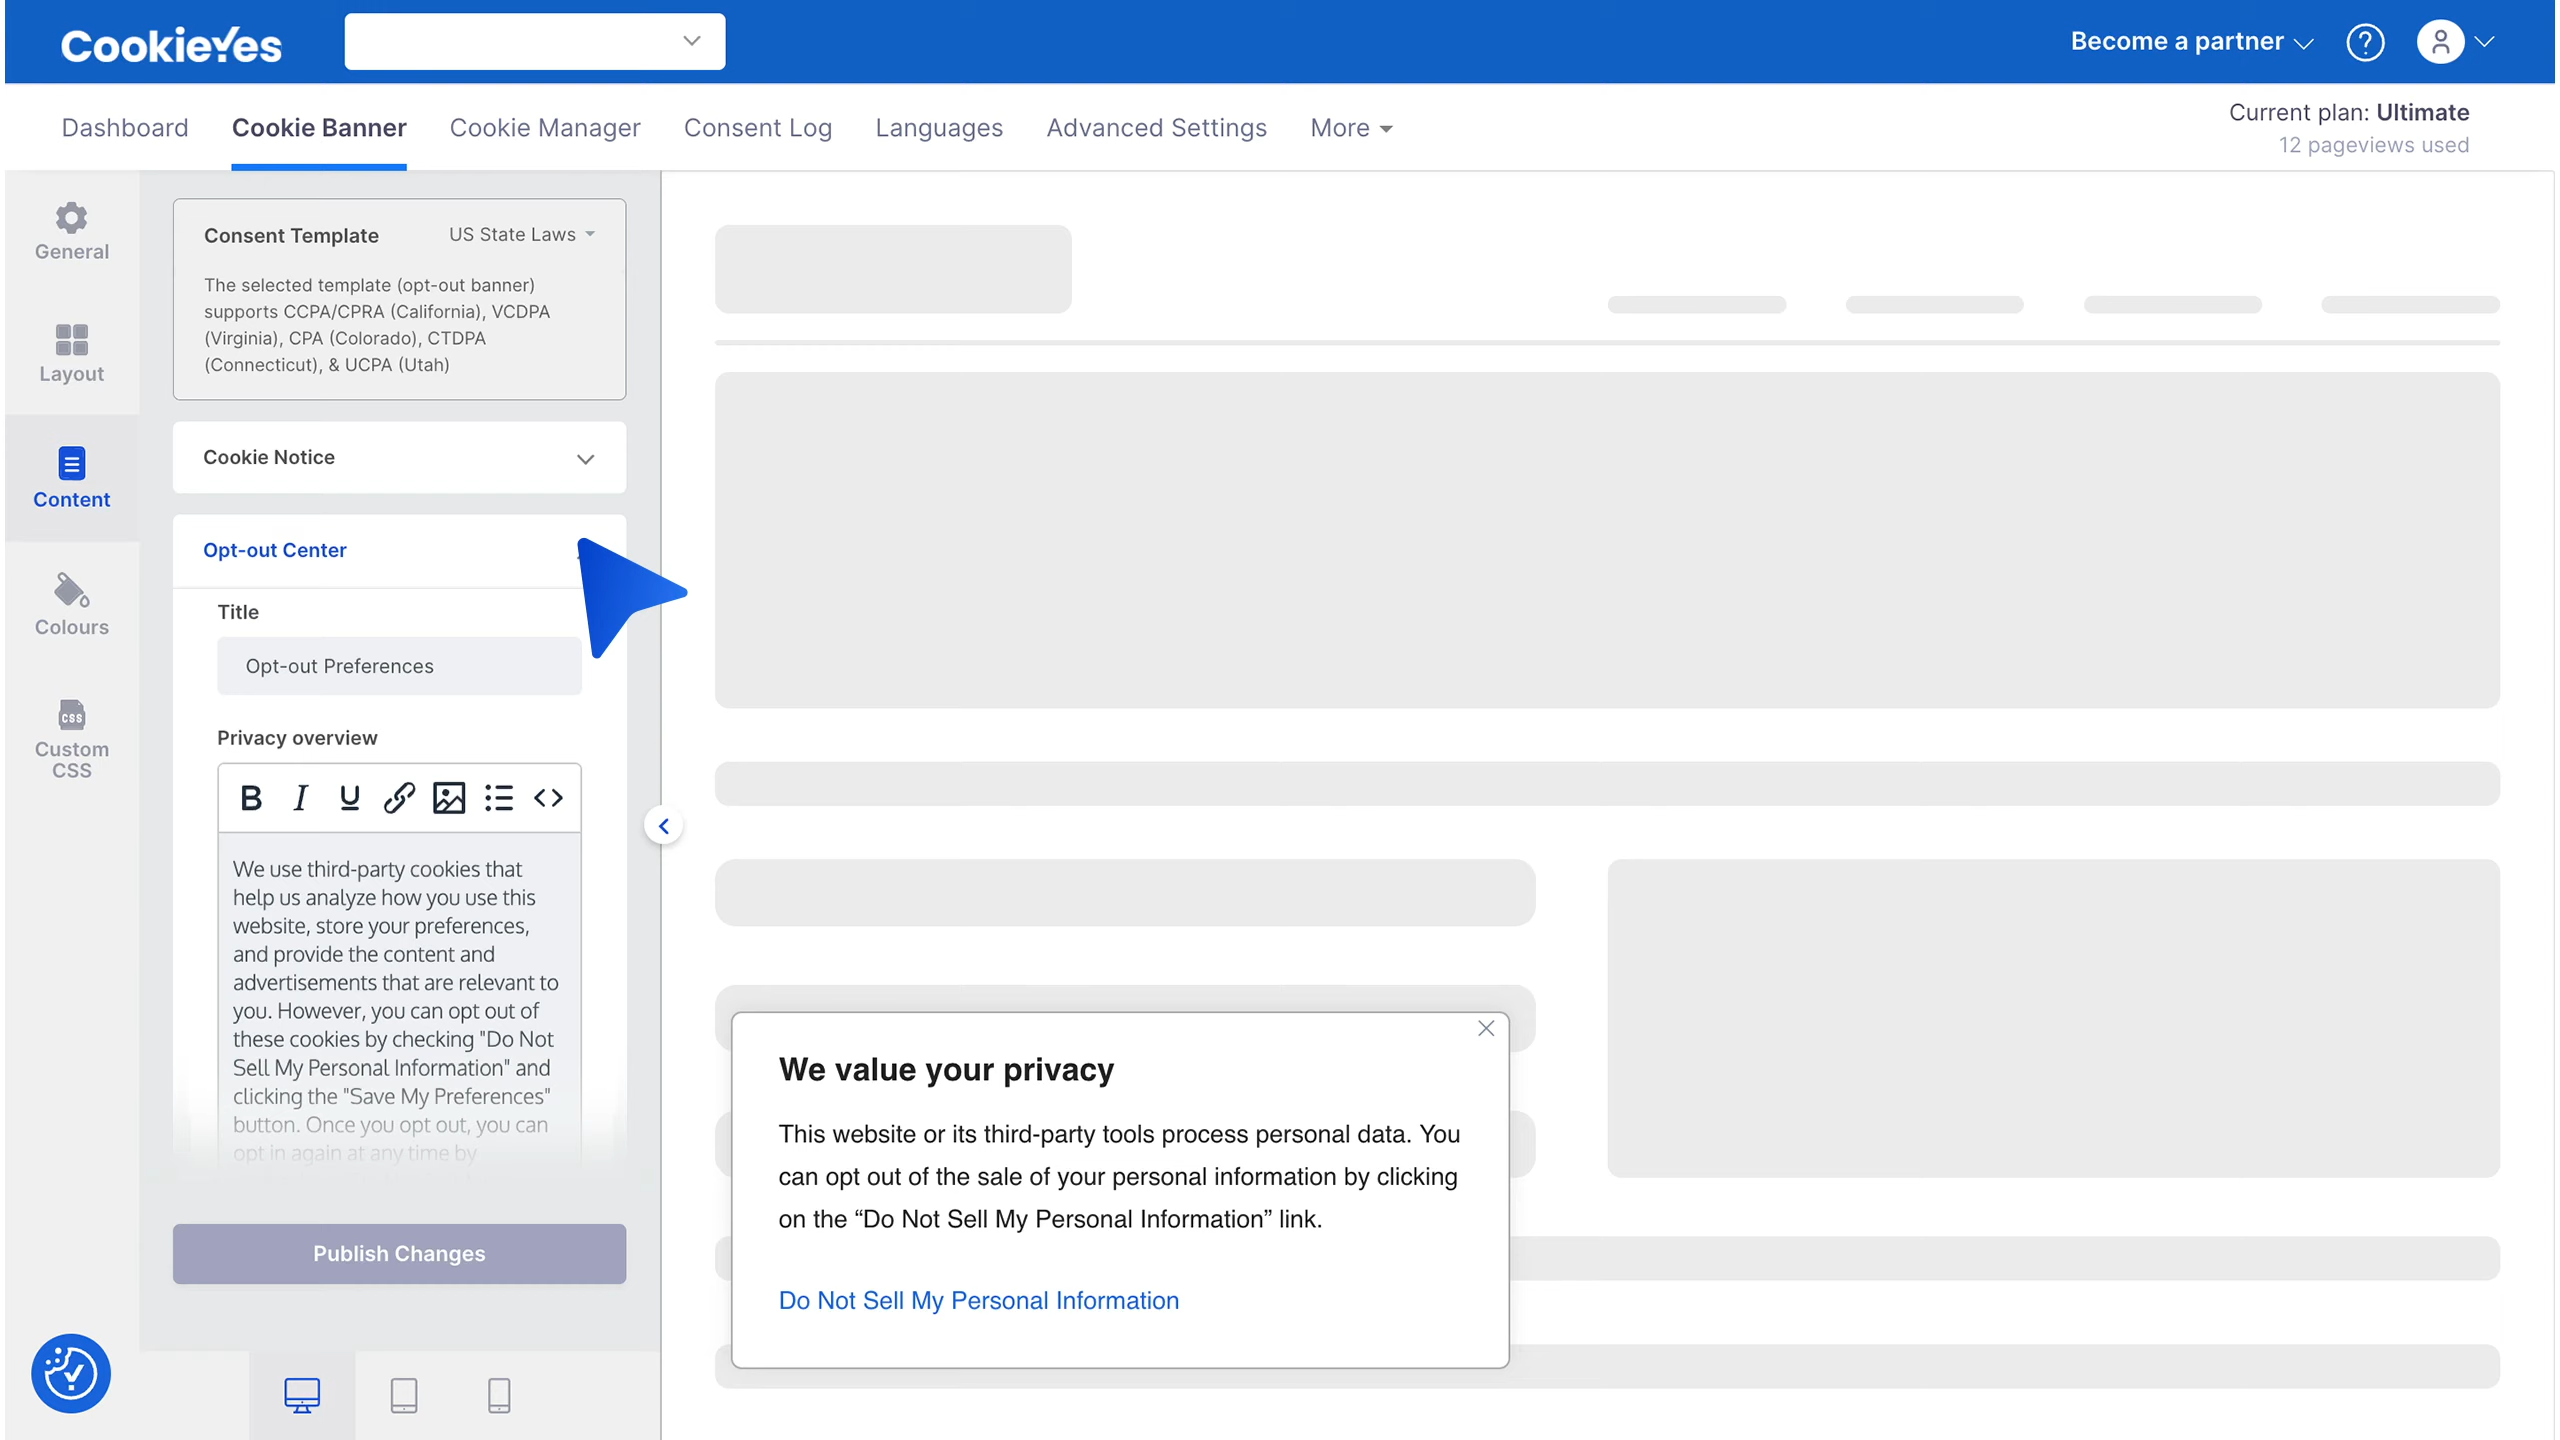 CookieYes
Become a partner
Dashboard
Cookie Banner
Cookie Manager
Consent Log
Languages
Advanced Settings
More
Current plan: Ultimate
12 pageviews used
General
Layout
Content
Colours
CSS
Custom
CSS
Consent Template
US State Laws
The selected template (opt-out banner)
supports CCPA/CPRA (California), VCDPA
(Virginia), CPA (Colorado), CTDPA
(Connecticut), & UCPA (Utah)
Cookie Notice
Opt-out Center
Title
Opt-out Preferences
Privacy overview
B I U
We use third-party cookies that
help us analyze how you use this
website, store your preferences,
and provide the content and
advertisements that are relevant to
you. However, you can opt out of
these cookies by checking "Do Not
Sell My Personal Information" and
clicking the "Save My Preferences"
button. Once you opt out, you can
opt in again at any time by
Publish Changes
We value your privacy
This website or its third-party tools process personal data. You
can opt out of the sale of your personal information by clicking
on the “Do Not Sell My Personal Information” link.
Do Not Sell My Personal Information